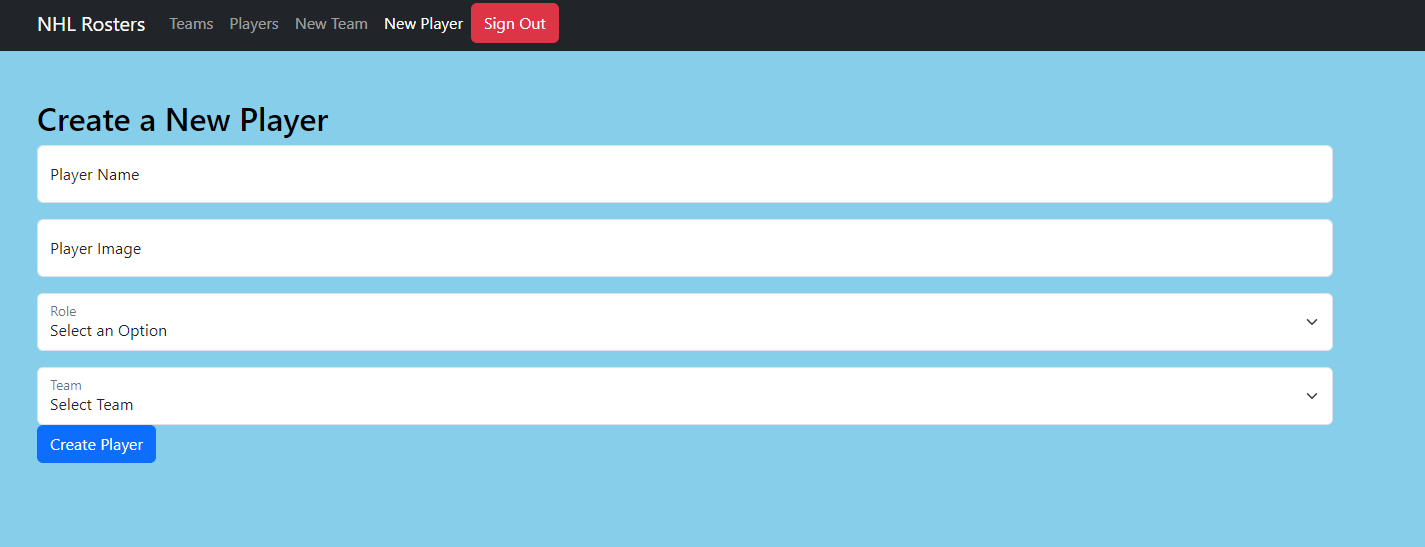 NHL Rosters Teams Players New Team New Player Sign Out
Create a New Player
Player Name
Player Image
Role
Select an Option
Team
Select Team
Create Player